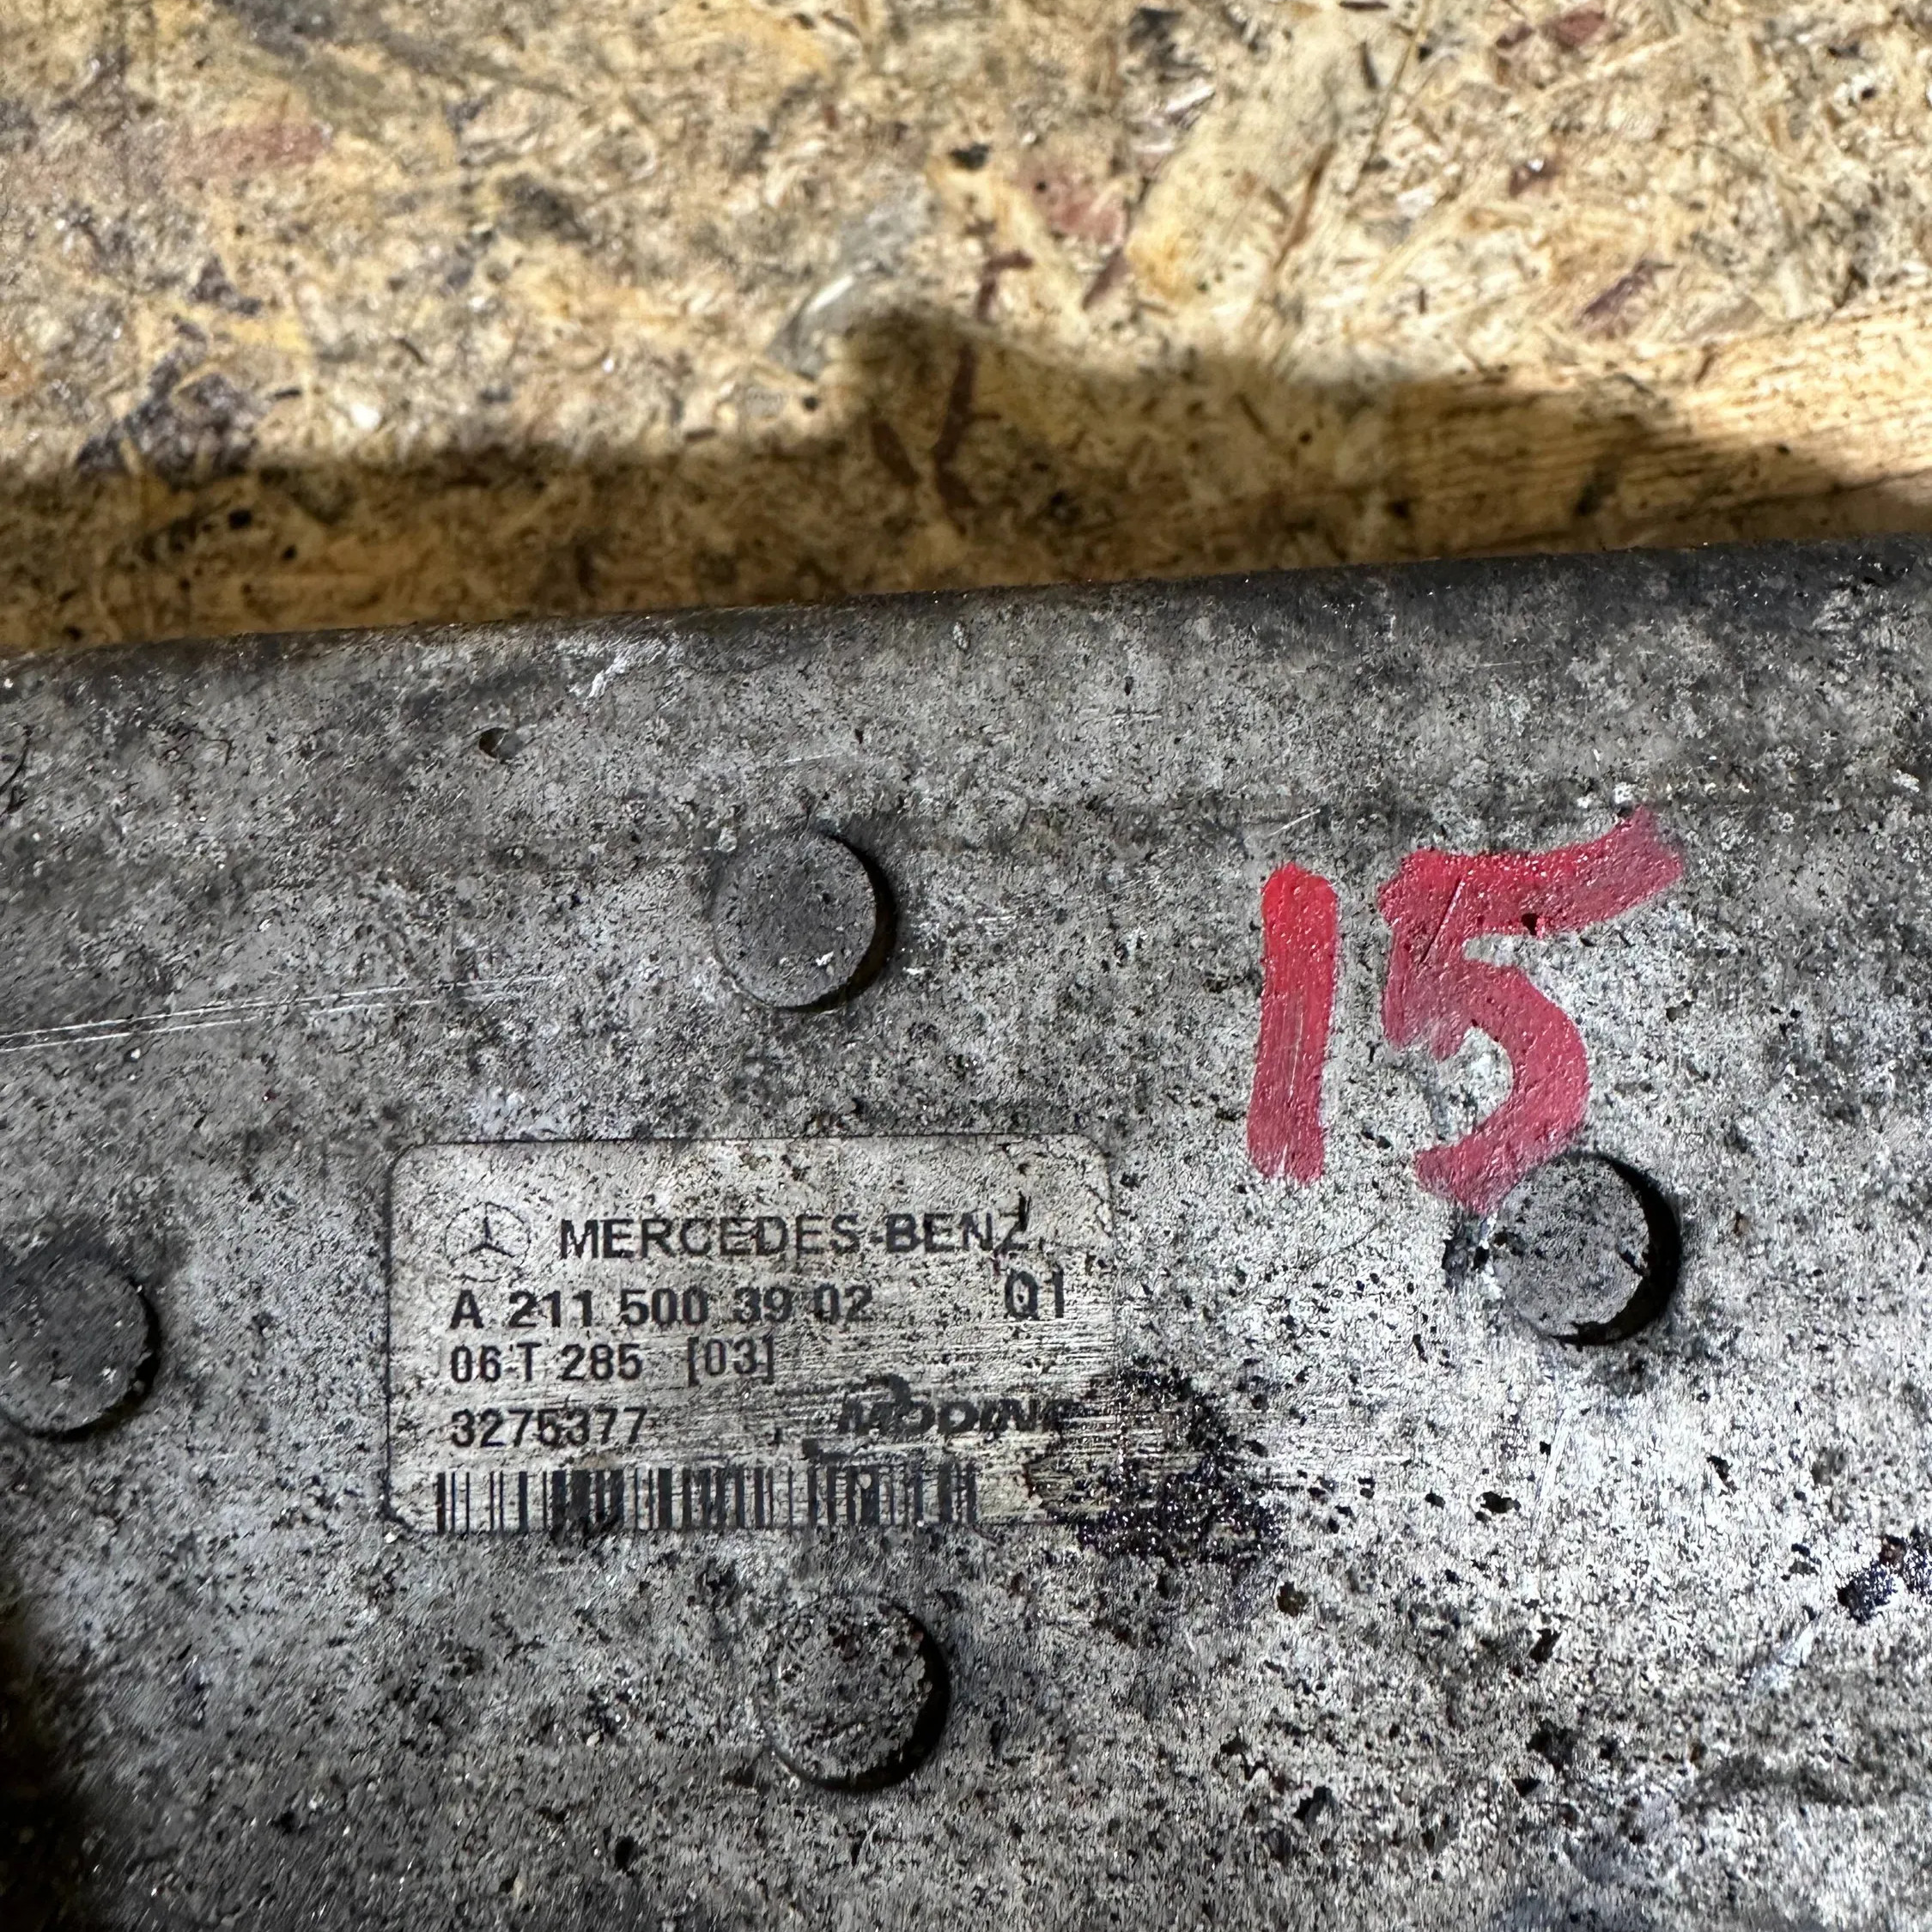 15
MERCEDES-BENZ
A 211 500 39 02 Q1
06-T 285 [03]
3275377 MODINE